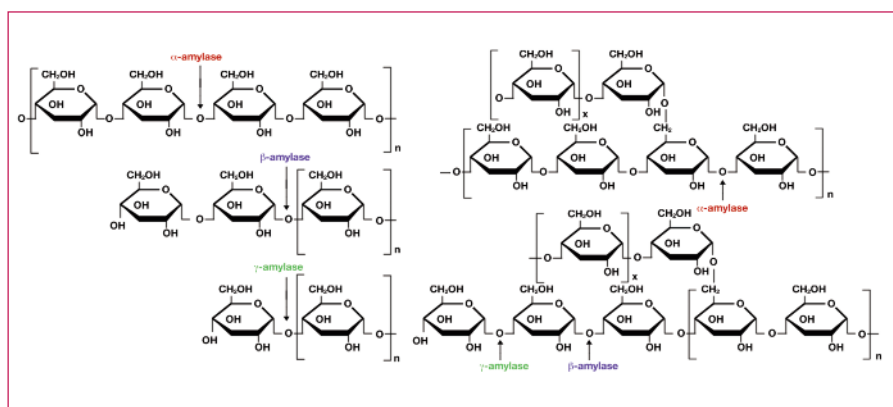 α-amylase
CH₂OH CH₂OH CH₂OH CH₂OH
O O O O
OH OH OH OH
O O O O O
OH OH OH OH
n
β-amylase
CH₂OH CH₂OH CH₂OH
O O O
OH OH OH
OH O O O
OH OH OH
n
γ-amylase
CH₂OH CH₂OH
O O
OH OH
OH O O
OH OH
n
CH₂OH CH₂OH
O O
OH OH
O O O
OH OH
x
CH₂OH CH₂OH CH₂ CH₂OH
O O O O
OH OH OH OH
O O O O O
OH OH OH OH
n
α-amylase
CH₂OH CH₂OH
O O
OH OH
O O O
OH OH
x
CH₂OH CH₂OH CH₂OH CH₂ CH₂OH
O O O O O
OH OH OH OH OH
OH O O O O O
OH OH OH OH OH
n
γ-amylase β-amylase